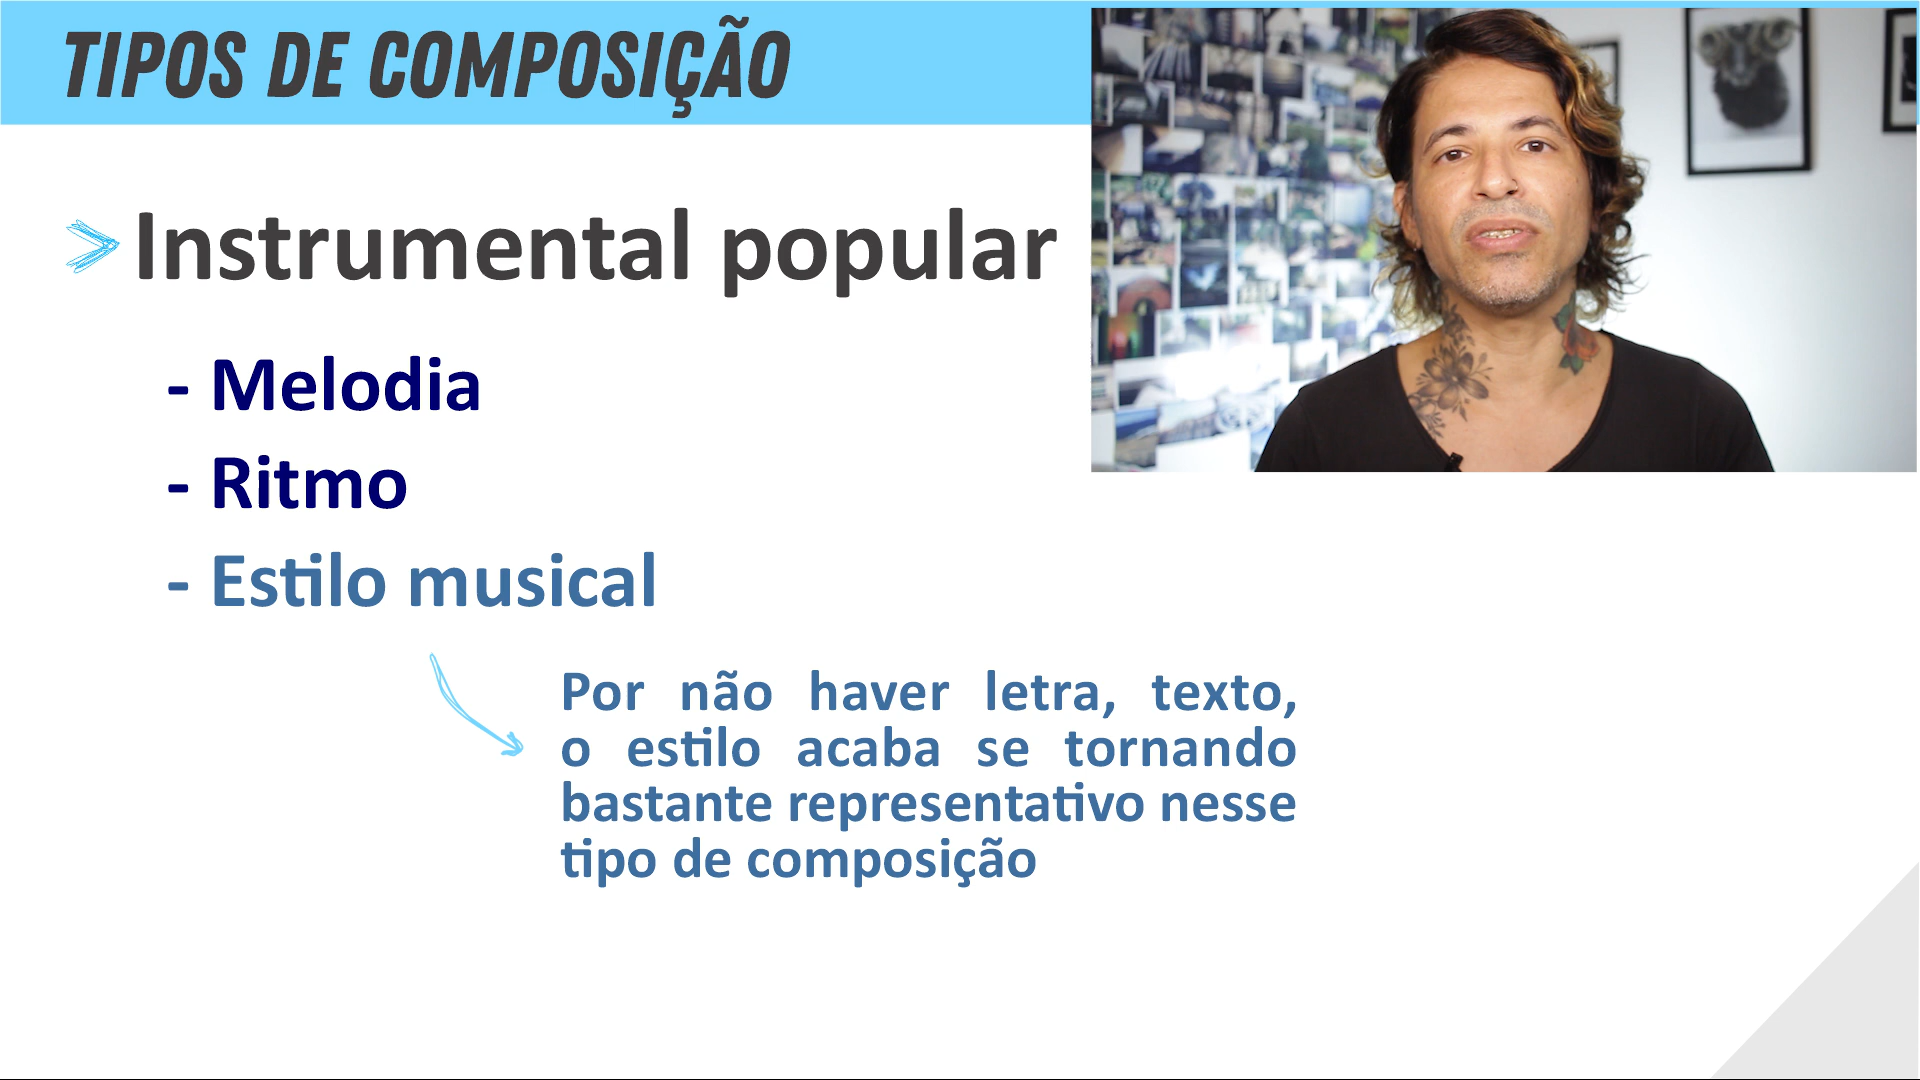 TIPOS DE COMPOSIÇÃO
Instrumental popular
- Melodia
- Ritmo
- Estilo musical
Por não haver letra, texto,
o estilo acaba se tornando
bastante representativo nesse
tipo de composição